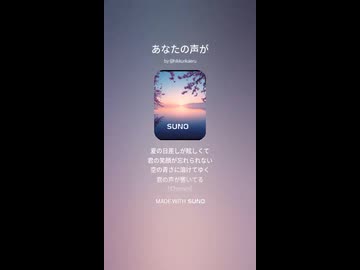 あなたの声が
SUNO
夏の日差しが眩しくて
君の笑顔が忘れられない
空の青さに溶けてゆく
君の声が響いてる
[Chorus]
MADE WITH SUNO